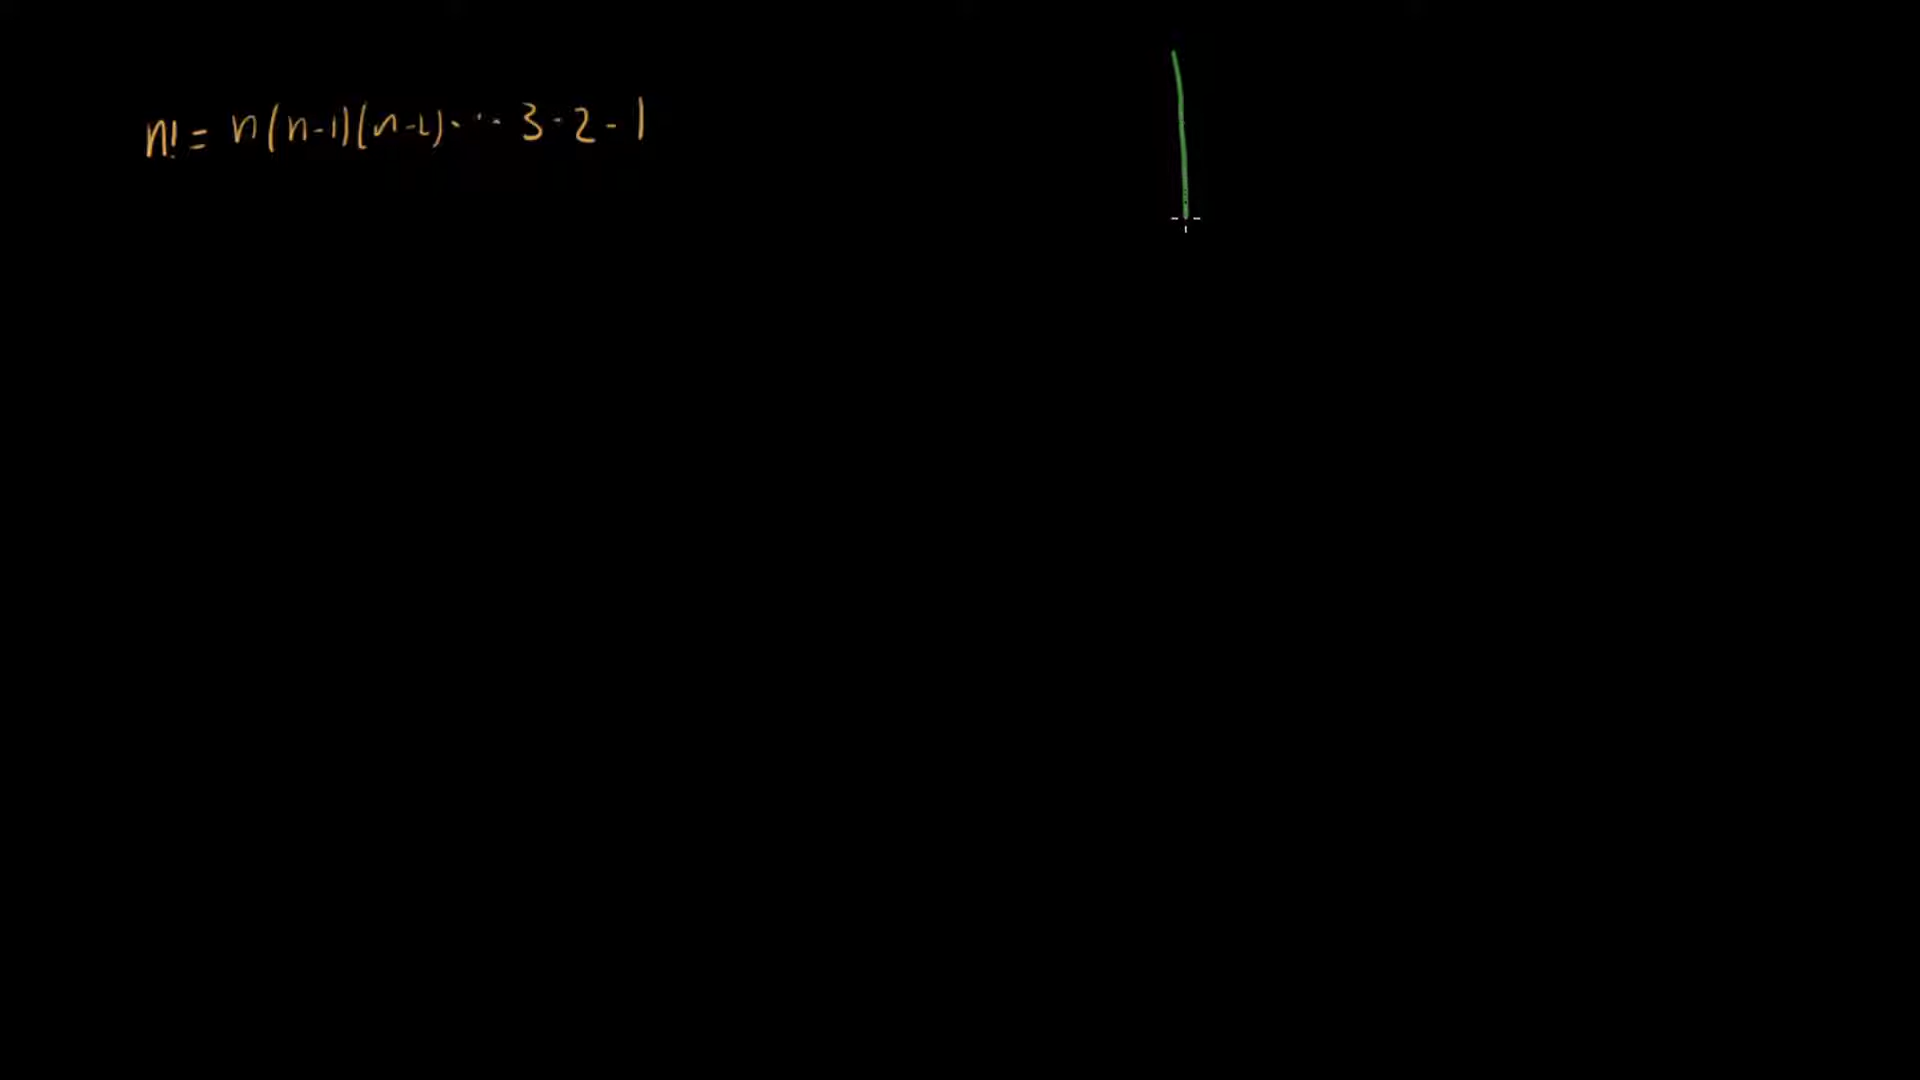 n! = n(n-1)(n-2)· ··· 3·2·1